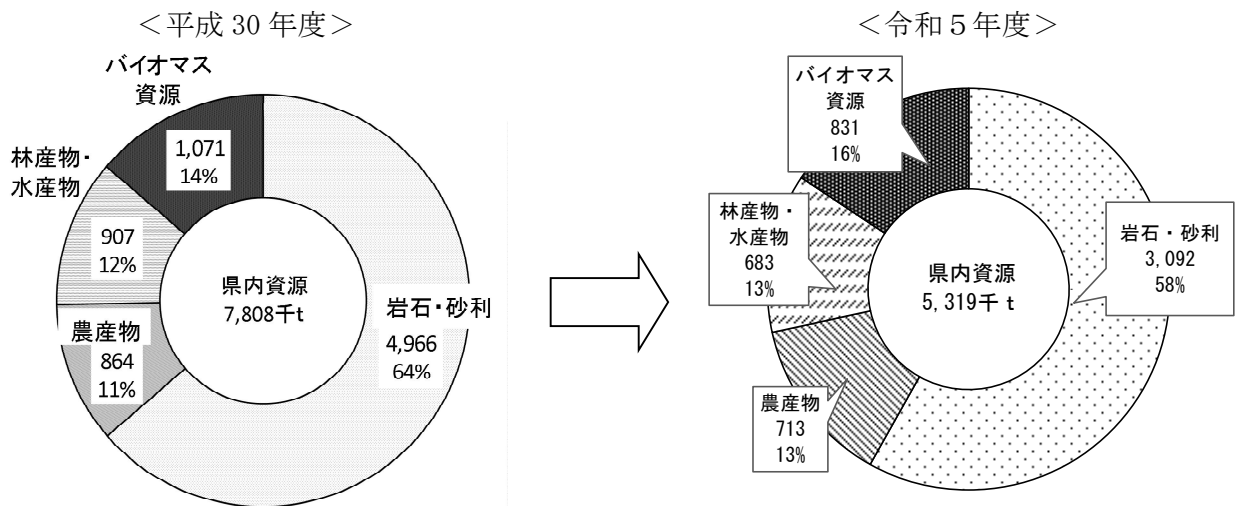 ＜平成 30 年度＞
バイオマス
資源
1,071
14%
林産物・
水産物
907
12%
農産物
864
11%
県内資源
7,808千t
岩石・砂利
4,966
64%
＜令和５年度＞
バイオマス
資源
831
16%
林産物・
水産物
683
13%
農産物
713
13%
県内資源
5,319千ｔ
岩石・砂利
3,092
58%